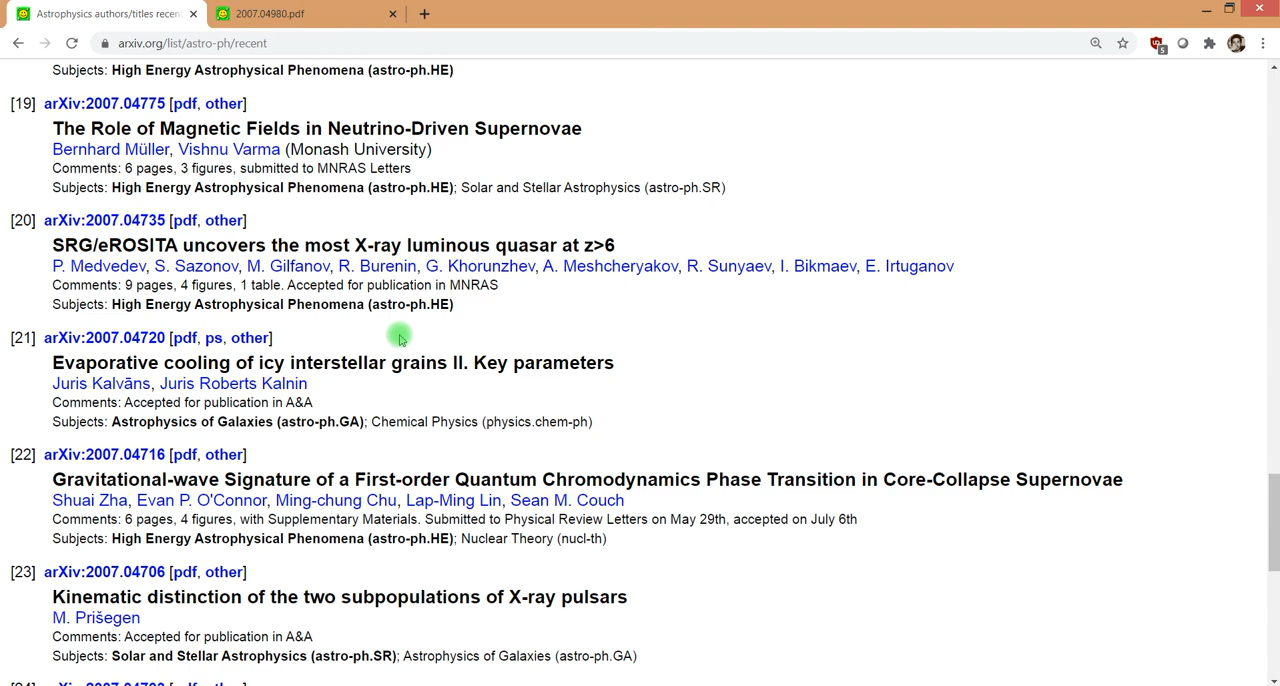 Astrophysics authors/titles recent
2007.04980.pdf
arxiv.org/list/astro-ph/recent
5
Subjects: High Energy Astrophysical Phenomena (astro-ph.HE)
[19] arXiv:2007.04775 [pdf, other]
The Role of Magnetic Fields in Neutrino-Driven Supernovae
Bernhard Müller, Vishnu Varma (Monash University)
Comments: 6 pages, 3 figures, submitted to MNRAS Letters
Subjects: High Energy Astrophysical Phenomena (astro-ph.HE); Solar and Stellar Astrophysics (astro-ph.SR)
[20] arXiv:2007.04735 [pdf, other]
SRG/eROSITA uncovers the most X-ray luminous quasar at z>6
P. Medvedev, S. Sazonov, M. Gilfanov, R. Burenin, G. Khorunzhev, A. Meshcheryakov, R. Sunyaev, I. Bikmaev, E. Irtuganov
Comments: 9 pages, 4 figures, 1 table. Accepted for publication in MNRAS
Subjects: High Energy Astrophysical Phenomena (astro-ph.HE)
[21] arXiv:2007.04720 [pdf, ps, other]
Evaporative cooling of icy interstellar grains II. Key parameters
Juris Kalvāns, Juris Roberts Kalnin
Comments: Accepted for publication in A&A
Subjects: Astrophysics of Galaxies (astro-ph.GA); Chemical Physics (physics.chem-ph)
[22] arXiv:2007.04716 [pdf, other]
Gravitational-wave Signature of a First-order Quantum Chromodynamics Phase Transition in Core-Collapse Supernovae
Shuai Zha, Evan P. O'Connor, Ming-chung Chu, Lap-Ming Lin, Sean M. Couch
Comments: 6 pages, 4 figures, with Supplementary Materials. Submitted to Physical Review Letters on May 29th, accepted on July 6th
Subjects: High Energy Astrophysical Phenomena (astro-ph.HE); Nuclear Theory (nucl-th)
[23] arXiv:2007.04706 [pdf, other]
Kinematic distinction of the two subpopulations of X-ray pulsars
M. Prišegen
Comments: Accepted for publication in A&A
Subjects: Solar and Stellar Astrophysics (astro-ph.SR); Astrophysics of Galaxies (astro-ph.GA)